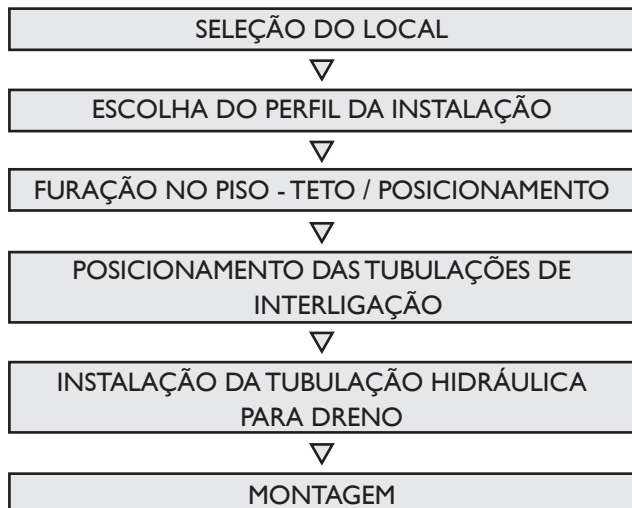 SELEÇÃO DO LOCAL
ESCOLHA DO PERFIL DA INSTALAÇÃO
FURAÇÃO NO PISO - TETO / POSICIONAMENTO
POSICIONAMENTO DAS TUBULAÇÕES DE
INTERLIGAÇÃO
INSTALAÇÃO DA TUBULAÇÃO HIDRÁULICA
PARA DRENO
MONTAGEM